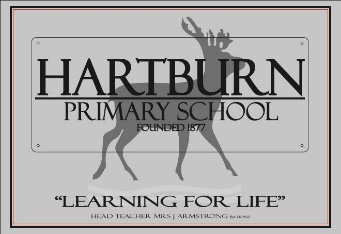 HARTBURN
PRIMARY SCHOOL
FOUNDED 1877
“LEARNING FOR LIFE”
HEAD TEACHER MRS J ARMSTRONG